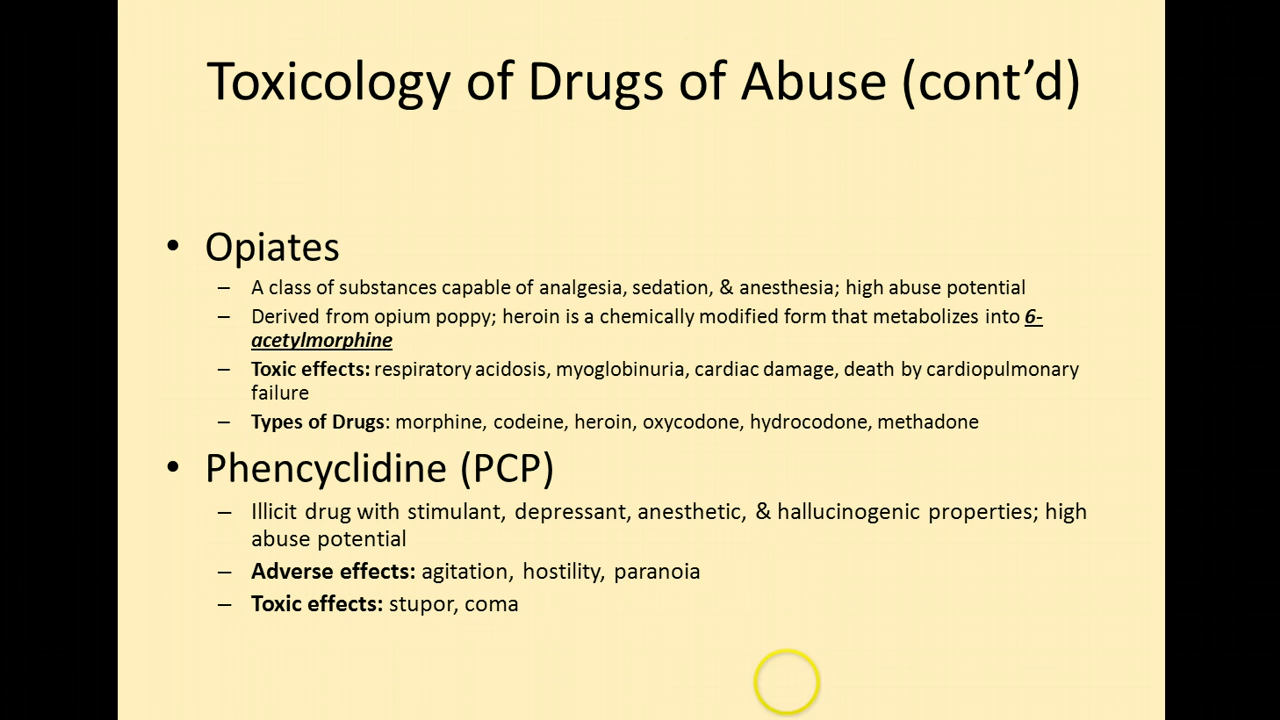 Toxicology of Drugs of Abuse (cont’d)
• Opiates
– A class of substances capable of analgesia, sedation, & anesthesia; high abuse potential
– Derived from opium poppy; heroin is a chemically modified form that metabolizes into 6-
acetylmorphine
– Toxic effects: respiratory acidosis, myoglobinuria, cardiac damage, death by cardiopulmonary
failure
– Types of Drugs: morphine, codeine, heroin, oxycodone, hydrocodone, methadone
• Phencyclidine (PCP)
– Illicit drug with stimulant, depressant, anesthetic, & hallucinogenic properties; high
abuse potential
– Adverse effects: agitation, hostility, paranoia
– Toxic effects: stupor, coma